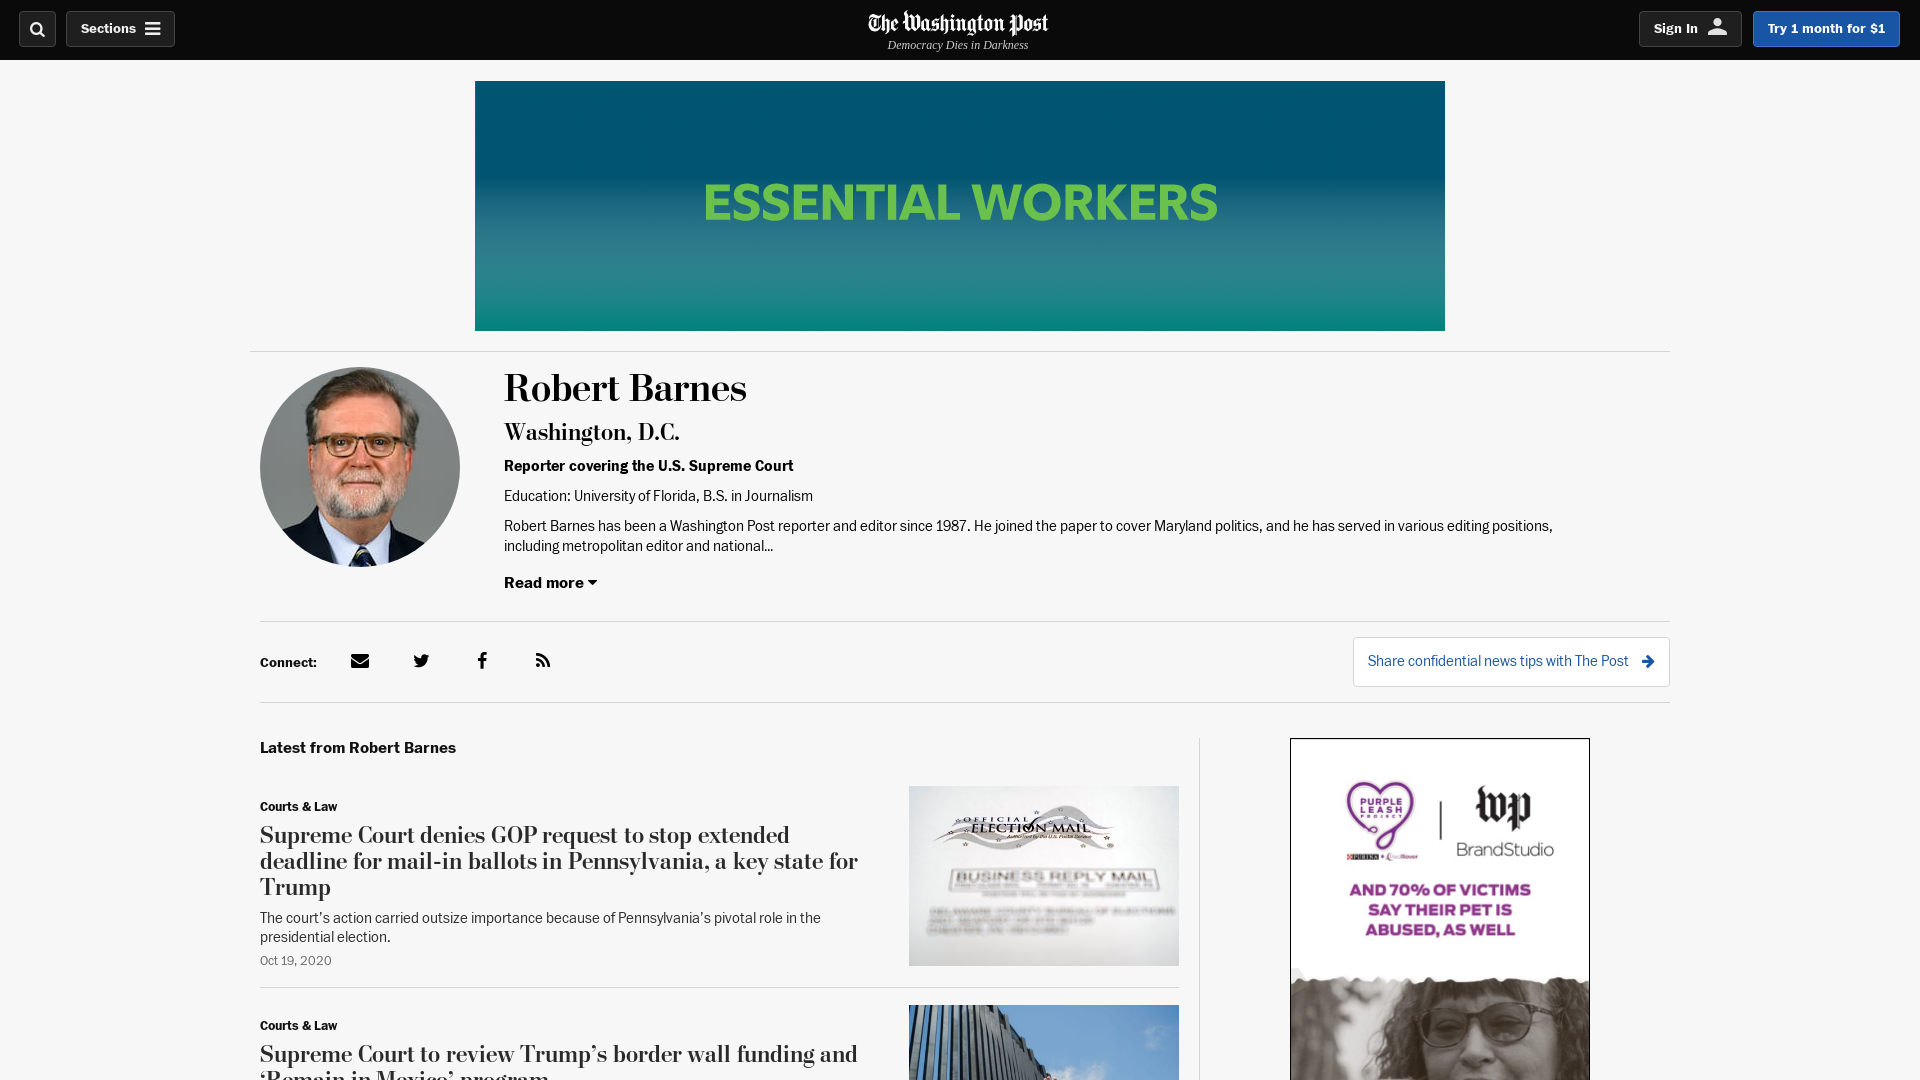 Sections
The Washington Post
Democracy Dies in Darkness
Sign In
Try 1 month for $1
ESSENTIAL WORKERS
Robert Barnes
Washington, D.C.
Reporter covering the U.S. Supreme Court
Education: University of Florida, B.S. in Journalism
Robert Barnes has been a Washington Post reporter and editor since 1987. He joined the paper to cover Maryland politics, and he has served in various editing positions,
including metropolitan editor and national...
Read more
Connect:
Share confidential news tips with The Post
Latest from Robert Barnes
Courts & Law
Supreme Court denies GOP request to stop extended
deadline for mail-in ballots in Pennsylvania, a key state for
Trump
The court’s action carried outsize importance because of Pennsylvania’s pivotal role in the
presidential election.
Oct 19, 2020
OFFICIAL
ELECTION MAIL
BUSINESS REPLY MAIL
PURPLE
LEASH
PROJECT
PURINA
wp
BrandStudio
AND 70% OF VICTIMS
SAY THEIR PET IS
ABUSED, AS WELL
Courts & Law
Supreme Court to review Trump’s border wall funding and
‘Remain in Mexico’ program